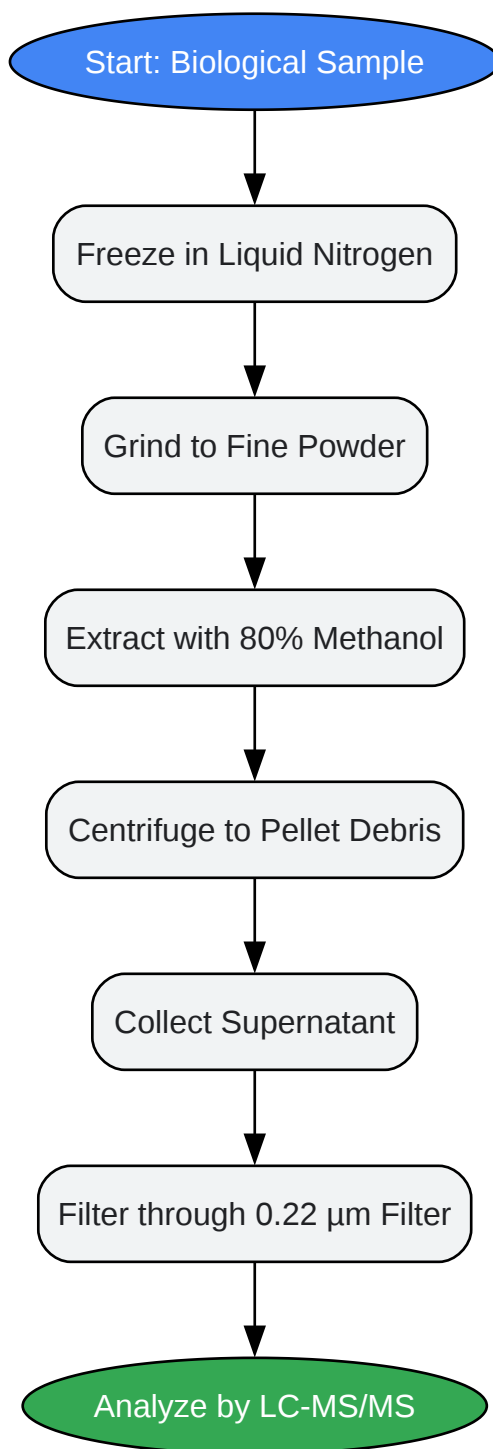 Start: Biological Sample
Freeze in Liquid Nitrogen
Grind to Fine Powder
Extract with 80% Methanol
Centrifuge to Pellet Debris
Collect Supernatant
Filter through 0.22 µm Filter
Analyze by LC-MS/MS